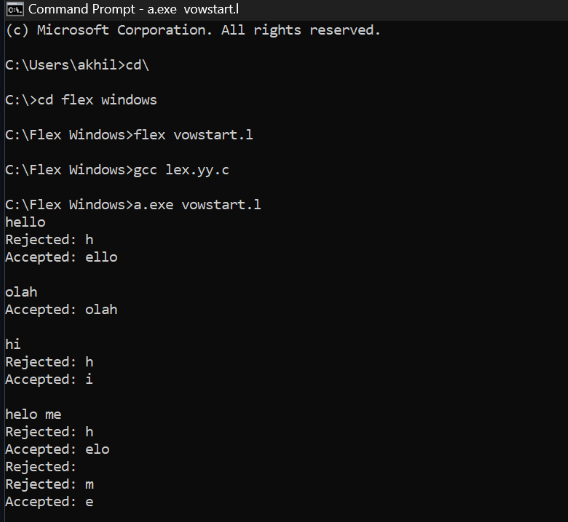 Command Prompt - a.exe vowstart.l
(c) Microsoft Corporation. All rights reserved.
C:\Users\akhil>cd\
C:\>cd flex windows
C:\Flex Windows>flex vowstart.l
C:\Flex Windows>gcc lex.yy.c
C:\Flex Windows>a.exe vowstart.l
hello
Rejected: h
Accepted: ello
olah
Accepted: olah
hi
Rejected: h
Accepted: i
helo me
Rejected: h
Accepted: elo
Rejected:
Rejected: m
Accepted: e